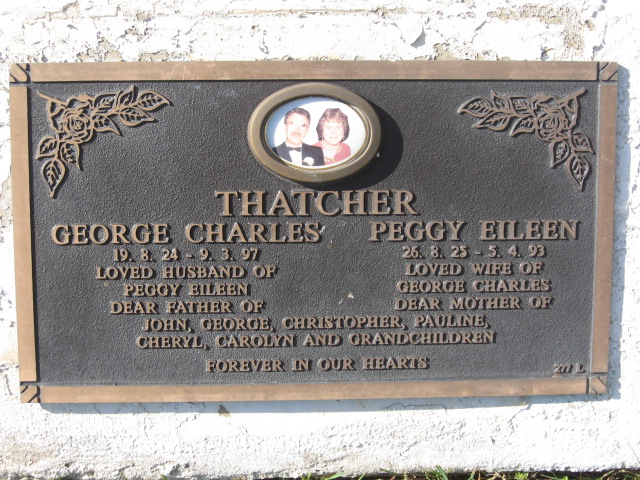 THATCHER
GEORGE CHARLES PEGGY EILEEN
19. 8. 24 - 9. 3. 97 26. 8. 25 - 5. 4. 93
LOVED HUSBAND OF LOVED WIFE OF
PEGGY EILEEN GEORGE CHARLES
DEAR FATHER OF DEAR MOTHER OF
JOHN, GEORGE, CHRISTOPHER, PAULINE,
CHERYL, CAROLYN AND GRANDCHILDREN
FOREVER IN OUR HEARTS